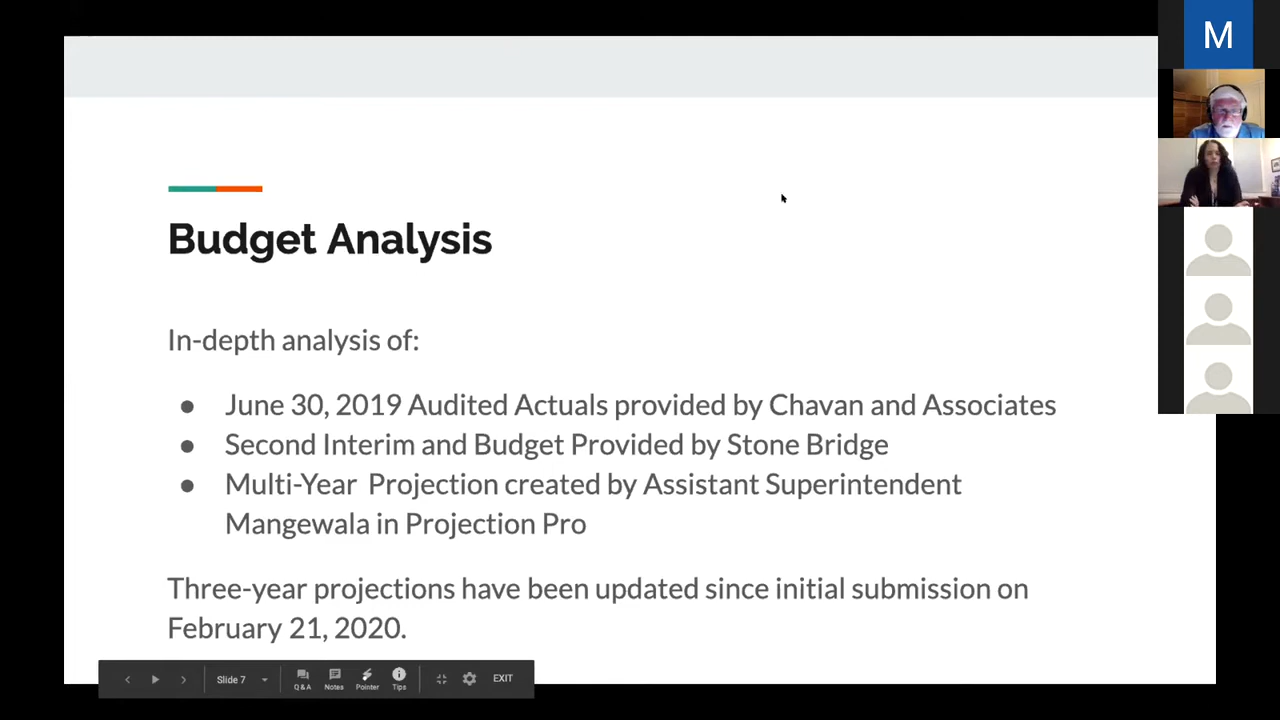 M
Budget Analysis
In-depth analysis of:
● June 30, 2019 Audited Actuals provided by Chavan and Associates
● Second Interim and Budget Provided by Stone Bridge
● Multi-Year Projection created by Assistant Superintendent
Mangewala in Projection Pro
Three-year projections have been updated since initial submission on
February 21, 2020.
Slide 7
Q & A
Notes
Pointer
Tips
EXIT